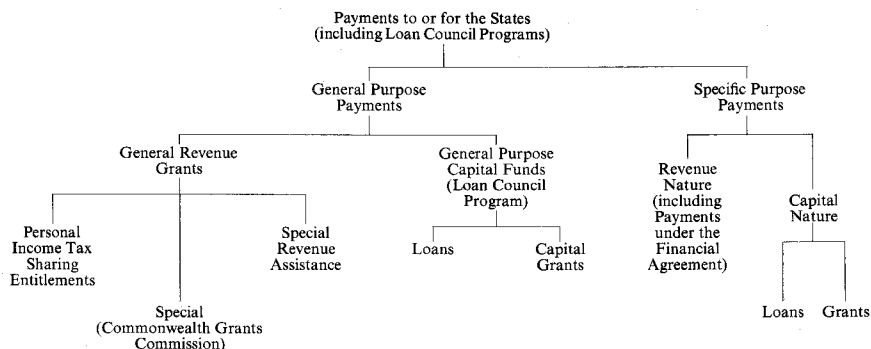 Payments to or for the States
(including Loan Council Programs)
General Purpose
Payments
Specific Purpose
Payments
General Revenue
Grants
General Purpose
Capital Funds
(Loan Council
Program)
Revenue
Nature
(including
Payments
under the
Financial
Agreement)
Capital
Nature
Personal
Income Tax
Sharing
Entitlements
Special
(Commonwealth Grants
Commission)
Special
Revenue
Assistance
Loans
Capital
Grants
Loans
Grants